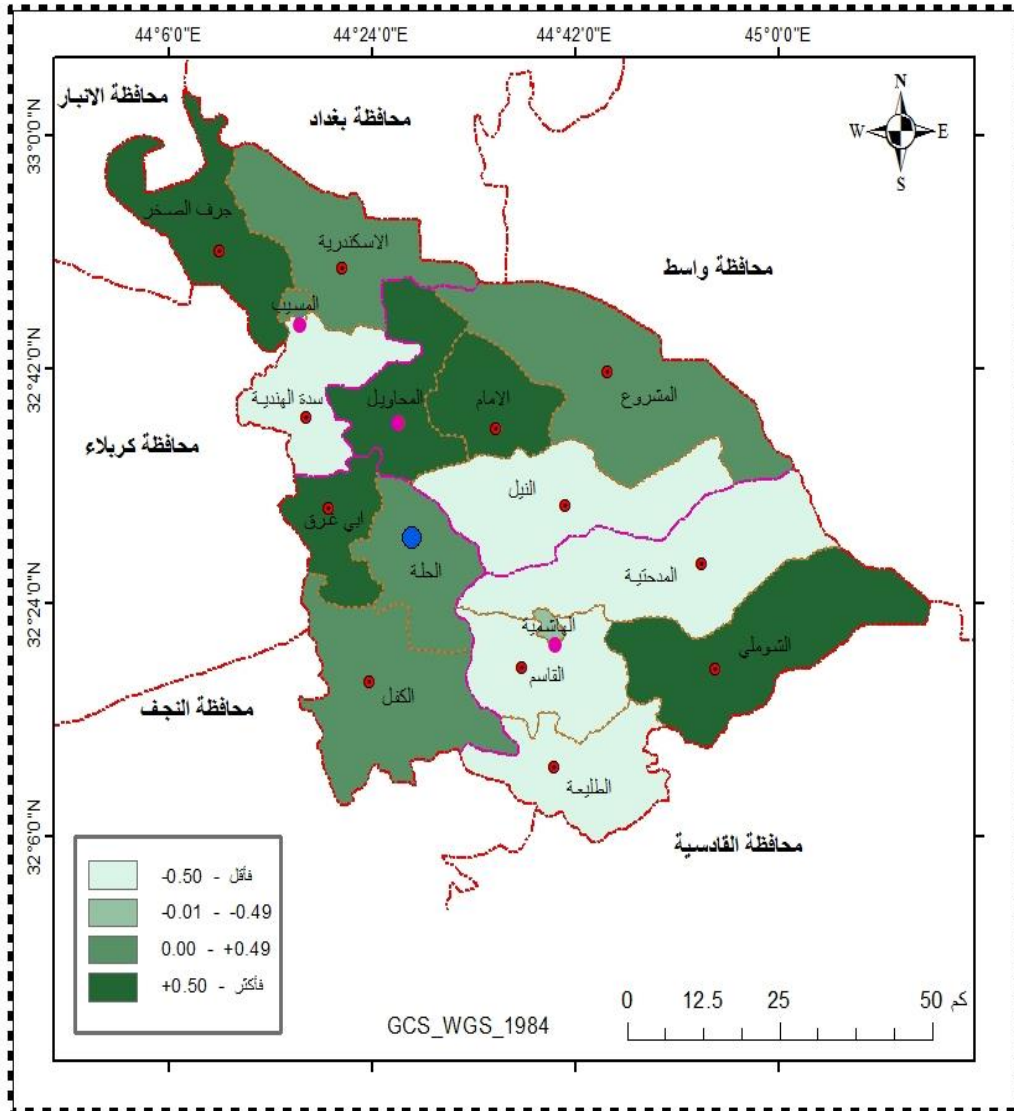 44°6'0"E 44°24'0"E 44°42'0"E 45°0'0"E
محافظة الانبار
محافظة بغداد
N
W E
S
33°0'0"N
جرف الصخر
الاسكندرية
محافظة واسط
المسيب
32°42'0"N
سدة الهندية
المحاويل
الامام
المشروع
محافظة كربلاء
النيل
ابي غرق
الحلة
المدحتية
32°24'0"N
الهاشمية
الشوملي
القاسم
الكفل
محافظة النجف
الطليعة
32°6'0"N
محافظة القادسية
-0.50 - فأقل
-0.01 - -0.49
0.00 - +0.49
+0.50 - فأكثر
0 12.5 25 50 كم
GCS_WGS_1984